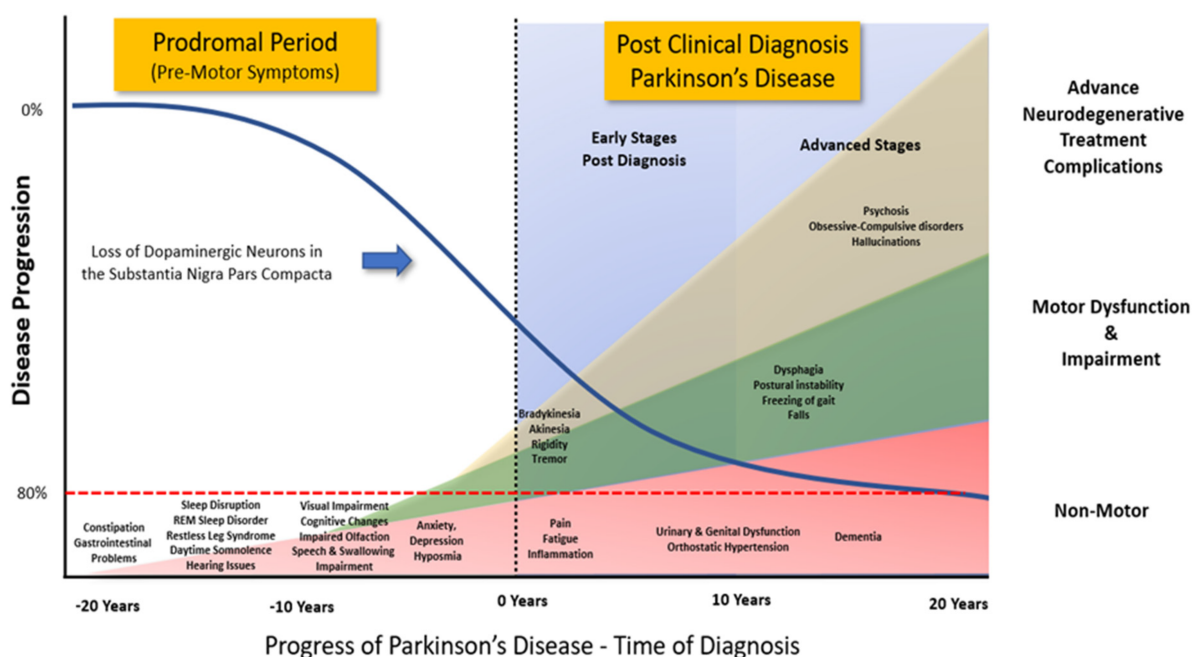 Prodromal Period
(Pre-Motor Symptoms)
Post Clinical Diagnosis
Parkinson's Disease
0%
80%
Disease Progression
Loss of Dopaminergic Neurons in
the Substantia Nigra Pars Compacta
Early Stages
Post Diagnosis
Advanced Stages
Psychosis
Obsessive-Compulsive disorders
Hallucinations
Dysphagia
Postural instability
Freezing of gait
Falls
Bradykinesia
Akinesia
Rigidity
Tremor
Constipation
Gastrointestinal
Problems
Sleep Disruption
REM Sleep Disorder
Restless Leg Syndrome
Daytime Somnolence
Hearing Issues
Visual Impairment
Cognitive Changes
Impaired Olfaction
Speech & Swallowing
Impairment
Anxiety,
Depression
Hyposmia
Pain
Fatigue
Inflammation
Urinary & Genital Dysfunction
Orthostatic Hypertension
Dementia
Advance
Neurodegenerative
Treatment
Complications
Motor Dysfunction
&
Impairment
Non-Motor
-20 Years
-10 Years
0 Years
10 Years
20 Years
Progress of Parkinson's Disease - Time of Diagnosis